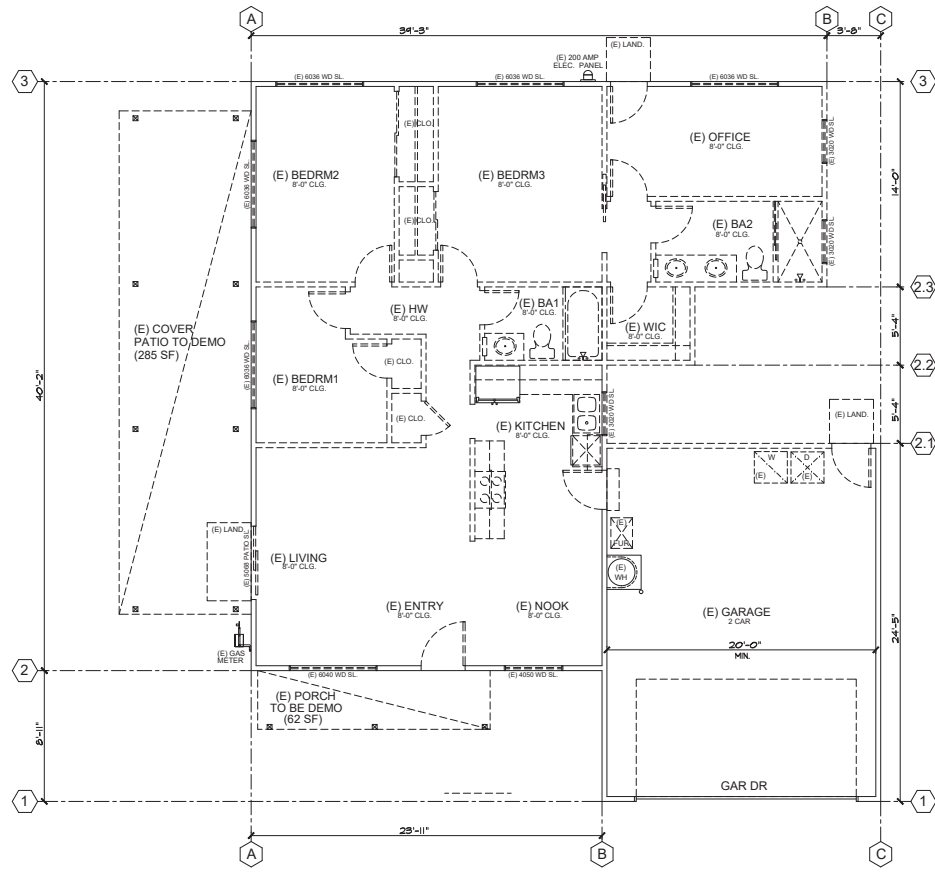 A
B
C
39'-3"
3'-8"
(E) LAND.
(E) 200 AMP
ELEC. PANEL
3
(E) 6036 WD SL.
(E) 6036 WD SL.
(E) 6036 WD SL.
3
(E) CLO.
(E) OFFICE
8'-0" CLG.
(E) 3020 WD SL.
(E) 6036 WD SL.
(E) BEDRM2
8'-0" CLG.
(E) BEDRM3
8'-0" CLG.
14'-0"
(E) CLO.
(E) BA2
8'-0" CLG.
(E) 3020 WD SL.
2.3
(E) HW
8'-0" CLG.
(E) BA1
8'-0" CLG.
(E) WIC
8'-0" CLG.
5'-4"
(E) COVER
PATIO TO DEMO
(285 SF)
(E) 6036 WD SL.
(E) CLO.
2.2
40'-2"
(E) BEDRM1
8'-0" CLG.
(E) CLO.
(E) KITCHEN
8'-0" CLG.
(E) 3020 WD SL.
(E) LAND.
5'-4"
2.1
W
(E)
D
(E)
(E) LAND.
(E) 5068 PATIO SL.
(E) LIVING
8'-0" CLG.
(E)
FUR.
(E)
WH
(E) ENTRY
8'-0" CLG.
(E) NOOK
8'-0" CLG.
(E) GARAGE
2 CAR
24'-5"
20'-0"
MIN.
(E) GAS
METER
2
(E) 6040 WD SL.
(E) 4050 WD SL.
(E) PORCH
TO BE DEMO
(62 SF)
8'-11"
GAR DR
1
1
23'-11"
A
B
C